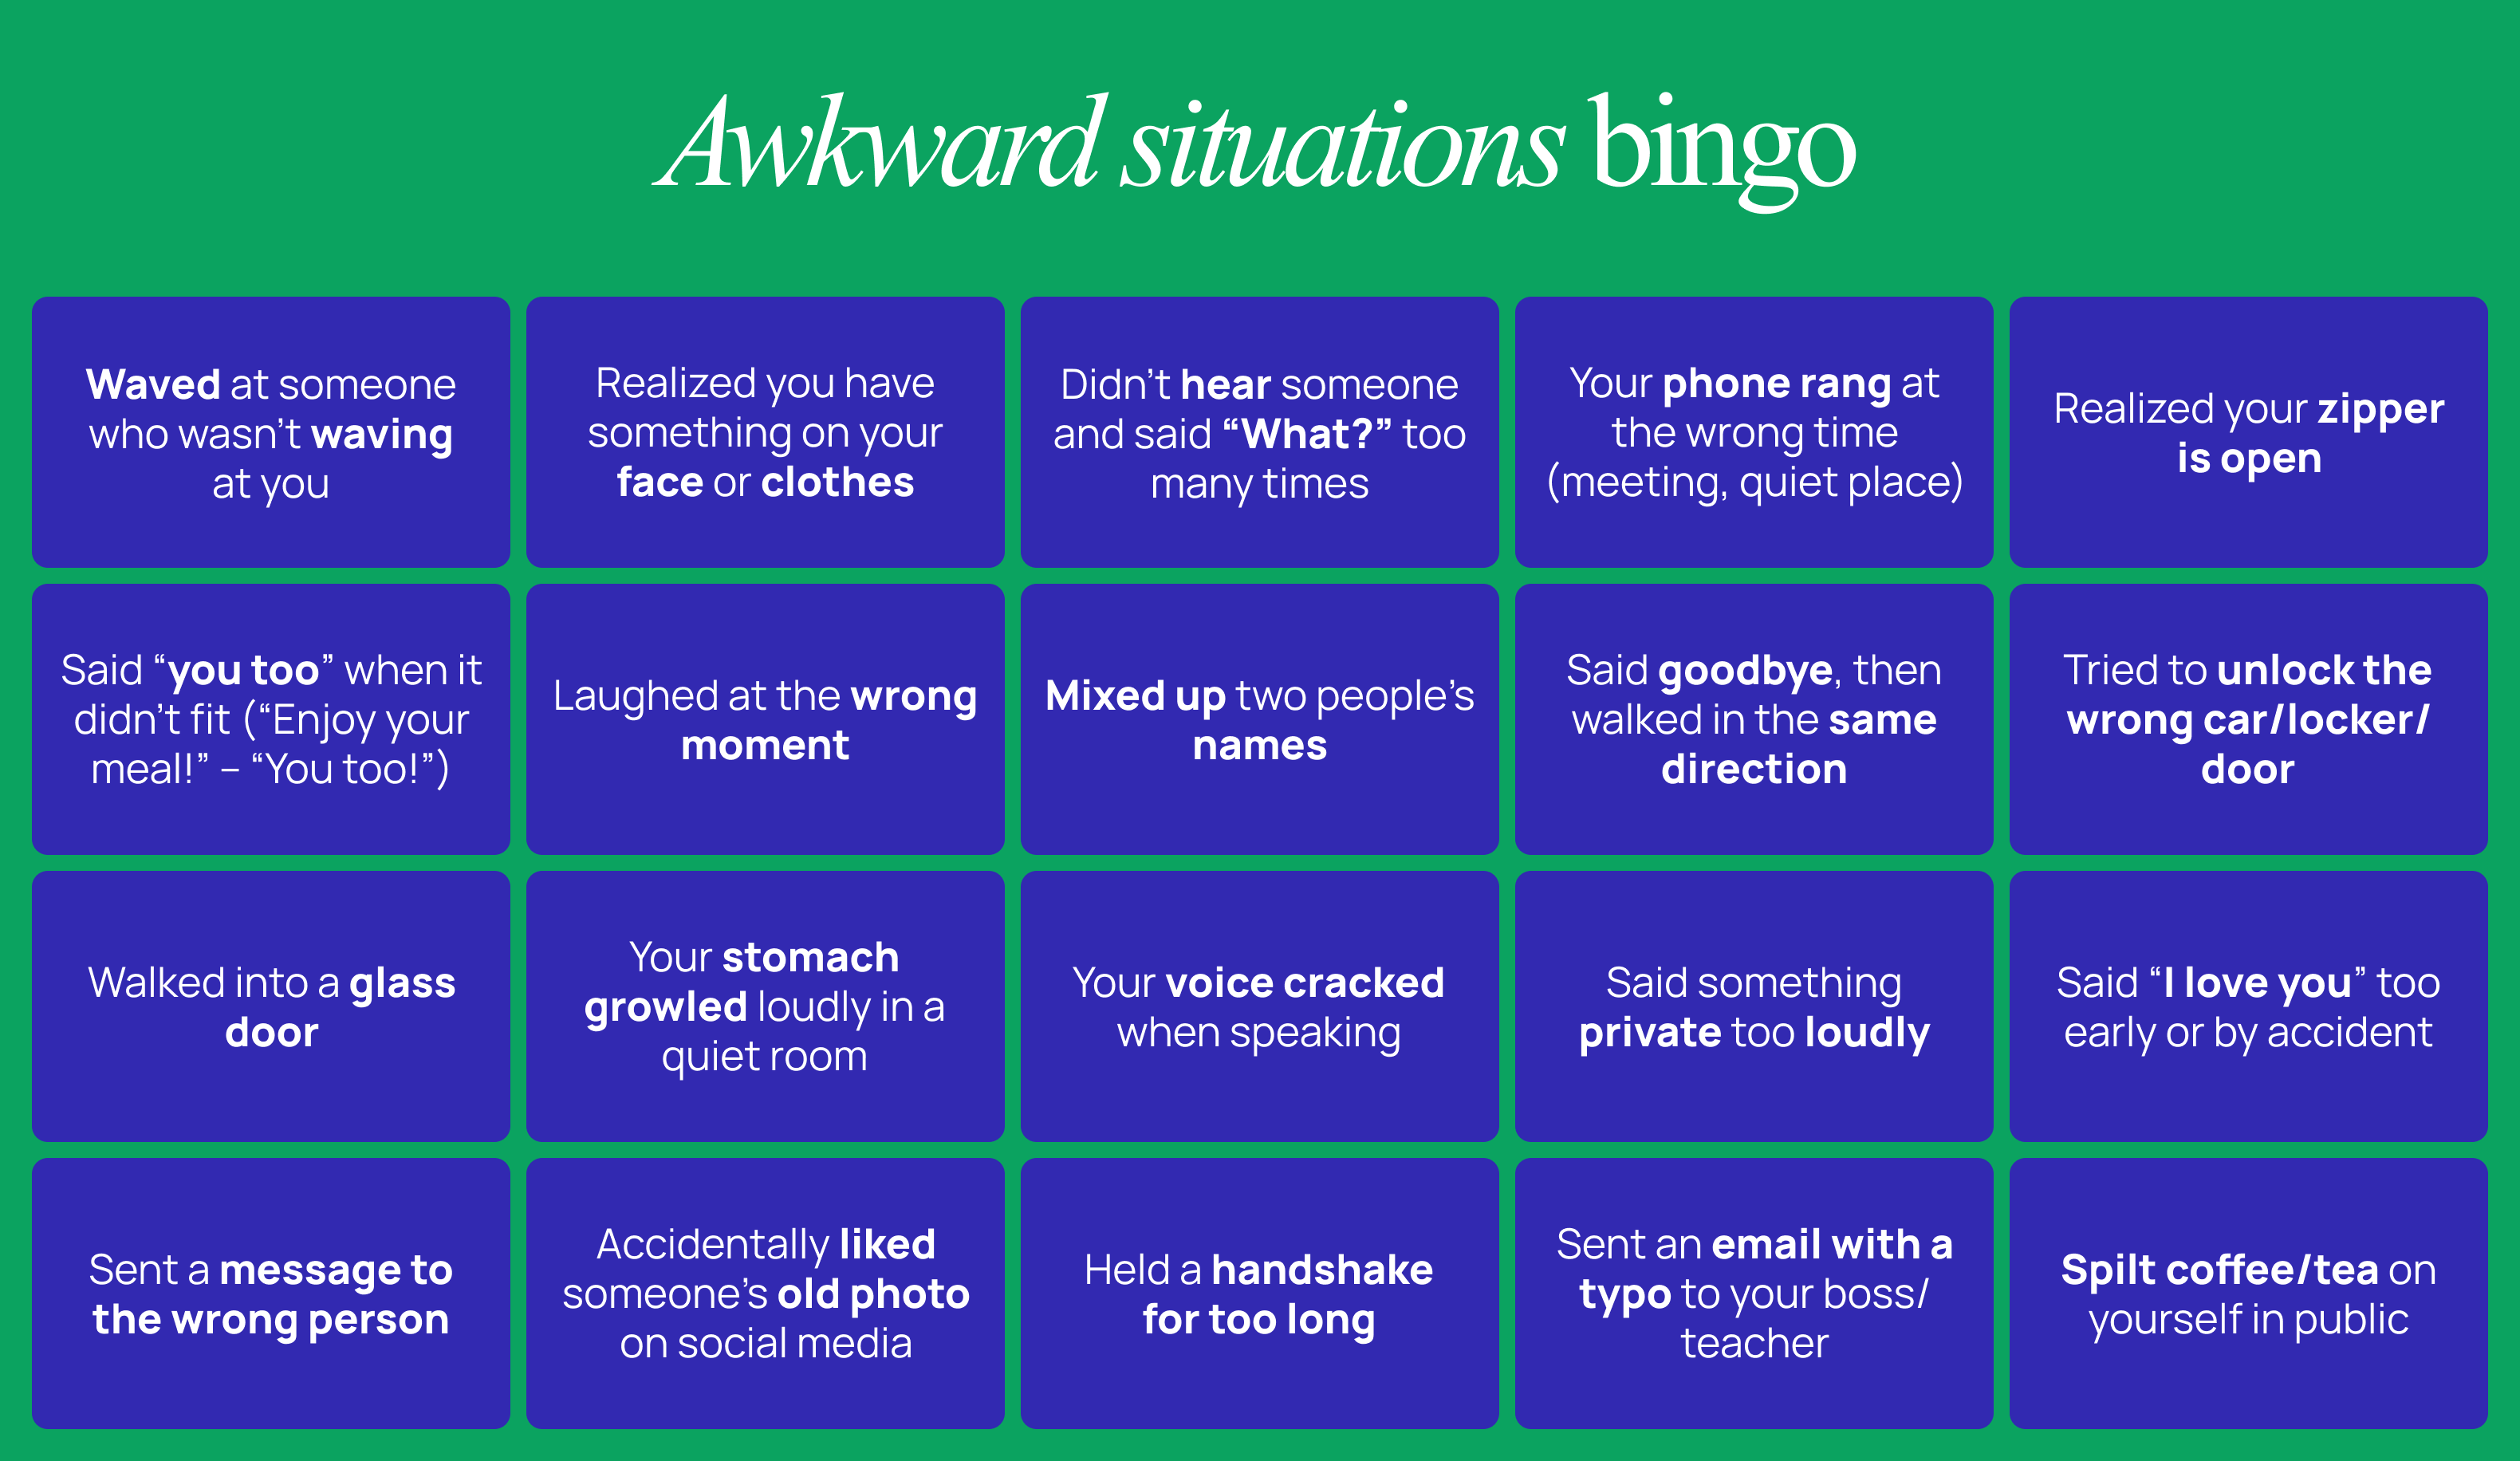 Awkward situations bingo
Waved at someone
who wasn’t waving
at you
Realized you have
something on your
face or clothes
Didn’t hear someone
and said “What?” too
many times
Your phone rang at
the wrong time
(meeting, quiet place)
Realized your zipper
is open
Said “you too” when it
didn’t fit (“Enjoy your
meal!” – “You too!”)
Laughed at the wrong
moment
Mixed up two people’s
names
Said goodbye, then
walked in the same
direction
Tried to unlock the
wrong car/locker/
door
Walked into a glass
door
Your stomach
growled loudly in a
quiet room
Your voice cracked
when speaking
Said something
private too loudly
Said “I love you” too
early or by accident
Sent a message to
the wrong person
Accidentally liked
someone’s old photo
on social media
Held a handshake
for too long
Sent an email with a
typo to your boss/
teacher
Spilt coffee/tea on
yourself in public